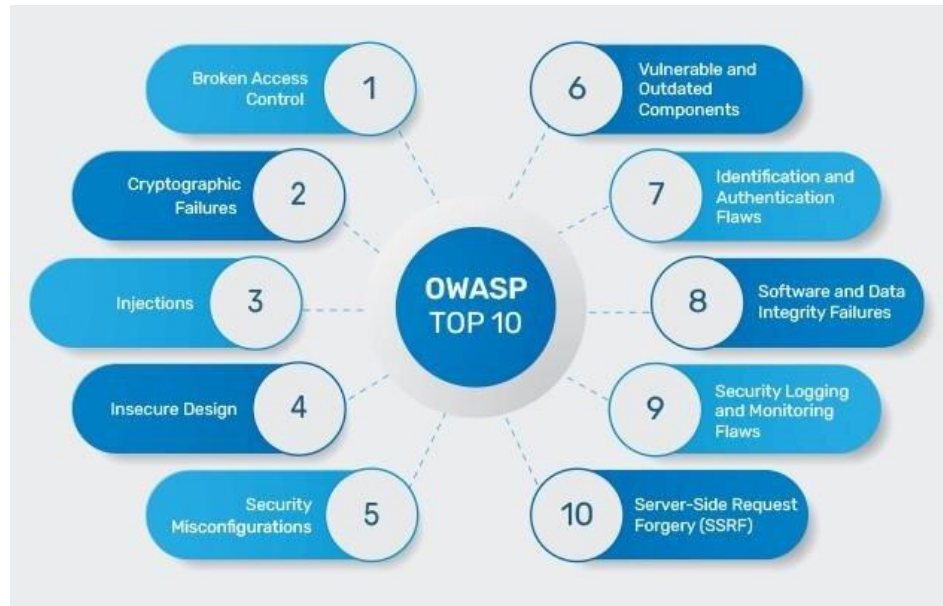 Broken Access
Control
1
Cryptographic
Failures
2
Injections
3
Insecure Design
4
Security
Misconfigurations
5
OWASP
TOP 10
6
Vulnerable and
Outdated
Components
7
Identification and
Authentication
Flaws
8
Software and Data
Integrity Failures
9
Security Logging
and Monitoring
Flaws
10
Server-Side Request
Forgery (SSRF)